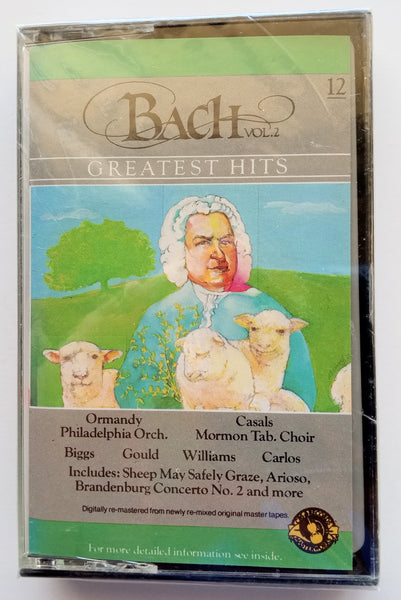 12
BACH VOL.2
GREATEST HITS
Ormandy Casals
Philadelphia Orch. Mormon Tab. Choir
Biggs Gould Williams Carlos
Includes: Sheep May Safely Graze, Arioso,
Brandenburg Concerto No. 2 and more
Digitally re-mastered from newly re-mixed original master tapes.
For more detailed information see inside.